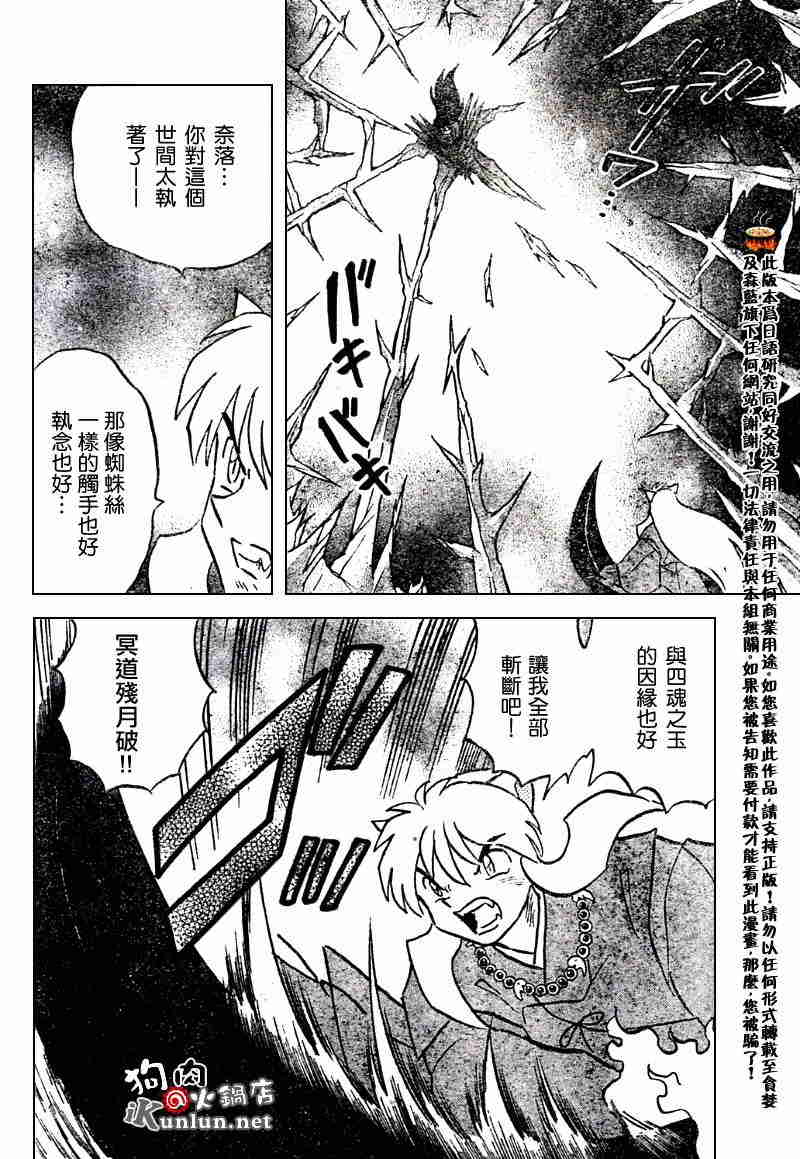 バキ
バキ
奈落…
你對這個
世間太執
著了——
那像蜘蛛絲
一樣的觸手也好
執念也好…
與四魂之玉
的因緣也好
讓我全部
斬斷吧!
冥道殘月
破!!
此版本爲日語研究同好交流之用,請勿用于任何商業用途。如您喜歡此作品,請支持正版!請勿以任何形式轉載至貪婪
及森藍旗下任何網站,謝謝!一切法律責任與本組無關。如果您被告知需要付款才能看到此漫畫,那麼,您被騙了!
狗肉
火鍋店
iKunlun.net